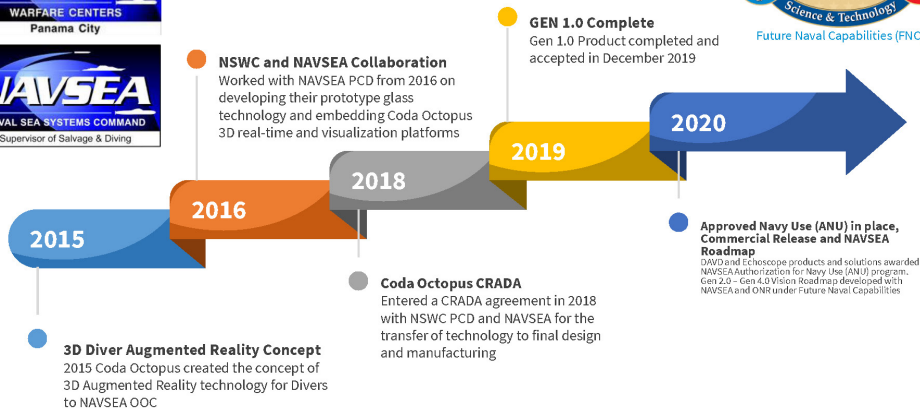 WARFARE CENTERS
Panama City
NAVSEA
NAVAL SEA SYSTEMS COMMAND
Supervisor of Salvage & Diving
Science & Technology
Future Naval Capabilities (FNC
GEN 1.0 Complete
Gen 1.0 Product completed and
accepted in December 2019
NSWC and NAVSEA Collaboration
Worked with NAVSEA PCD from 2016 on
developing their prototype glass
technology and embedding Coda Octopus
3D real-time and visualization platforms
2015
2016
2018
2019
2020
3D Diver Augmented Reality Concept
2015 Coda Octopus created the concept of
3D Augmented Reality technology for Divers
to NAVSEA OOC
Coda Octopus CRADA
Entered a CRADA agreement in 2018
with NSWC PCD and NAVSEA for the
transfer of technology to final design
and manufacturing
Approved Navy Use (ANU) in place,
Commercial Release and NAVSEA
Roadmap
DAVD and Echoscope products and solutions awarded
NAVSEA Authorization for Navy Use (ANU) program.
Gen 2.0 – Gen 4.0 Vision Roadmap developed with
NAVSEA and ONR under Future Naval Capabilities